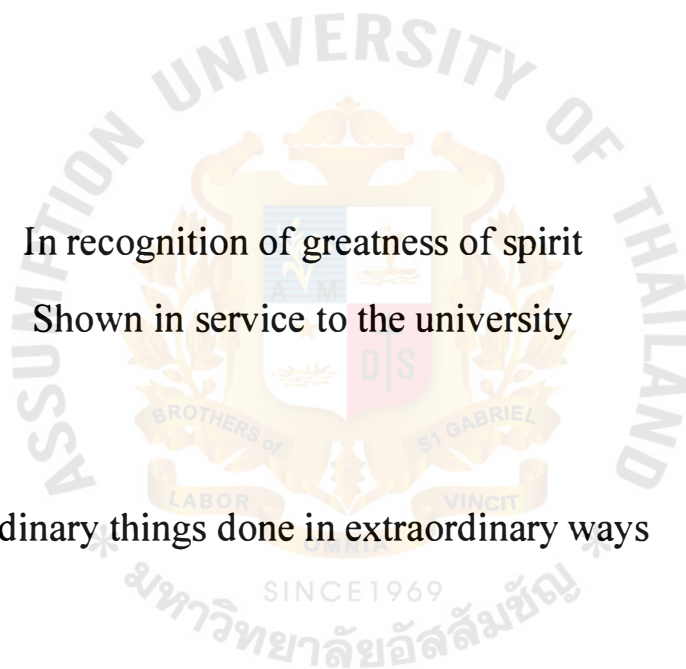 UNIVERSITY OF
ASSUMPTION
THAILAND
In recognition of greatness of spirit
A M
Shown in service to the university
D S
BROTHERS of
ST GABRIEL
LABOR
VINCIT
dinary things done in extraordinary ways
OMNIA
SINCE1969
มหาวิทยาลัยอัสสัมชัญ